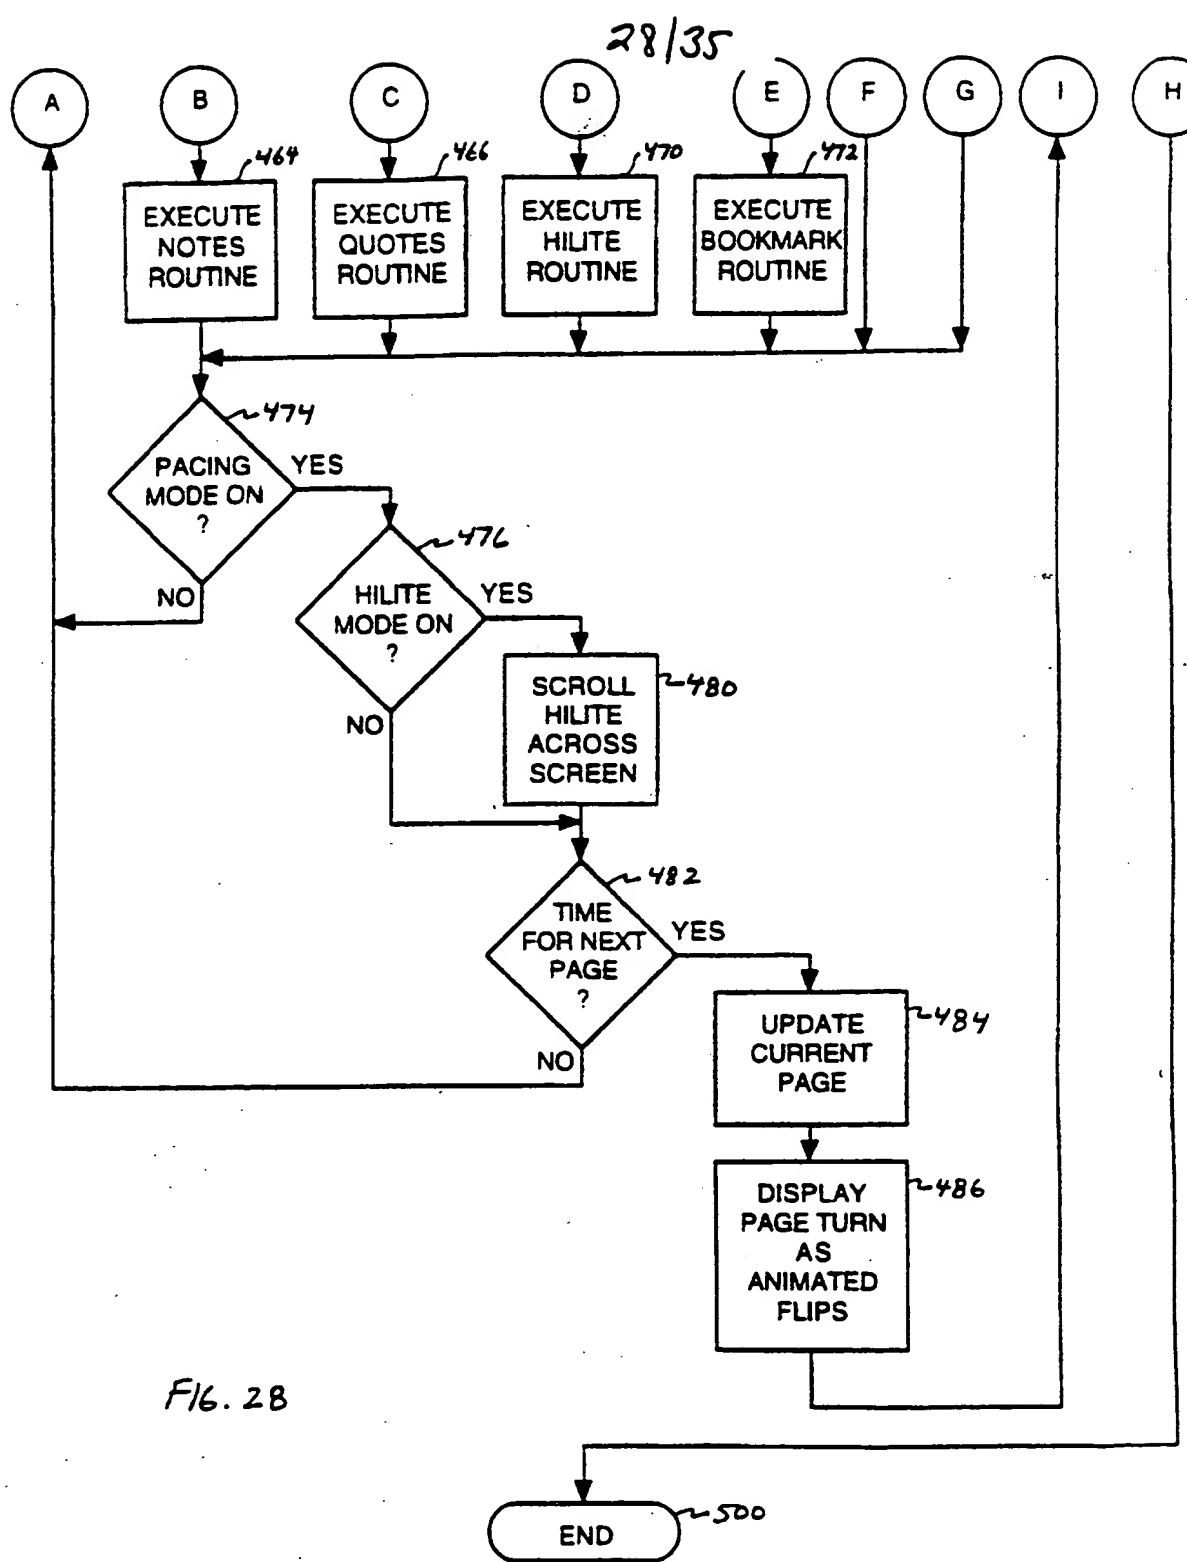 28/35
A
B
C
D
E
F
G
I
H
464
466
470
472
EXECUTE
NOTES
ROUTINE
EXECUTE
QUOTES
ROUTINE
EXECUTE
HILITE
ROUTINE
EXECUTE
BOOKMARK
ROUTINE
474
PACING
MODE ON
?
YES
NO
476
HILITE
MODE ON
?
YES
NO
480
SCROLL
HILITE
ACROSS
SCREEN
482
TIME
FOR NEXT
PAGE
?
YES
NO
484
UPDATE
CURRENT
PAGE
486
DISPLAY
PAGE TURN
AS
ANIMATED
FLIPS
FIG. 28
500
END